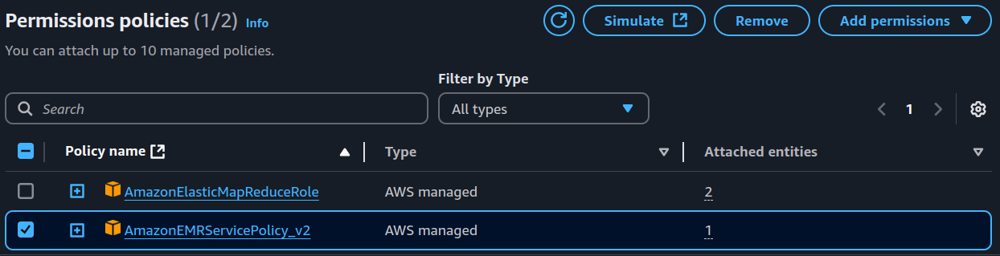 Permissions policies (1/2) Info
Simulate
Remove
Add permissions
You can attach up to 10 managed policies.
Filter by Type
Search
All types
1
Policy name Type Attached entities
AmazonElasticMapReduceRole AWS managed 2
AmazonEMRServicePolicy_v2 AWS managed 1